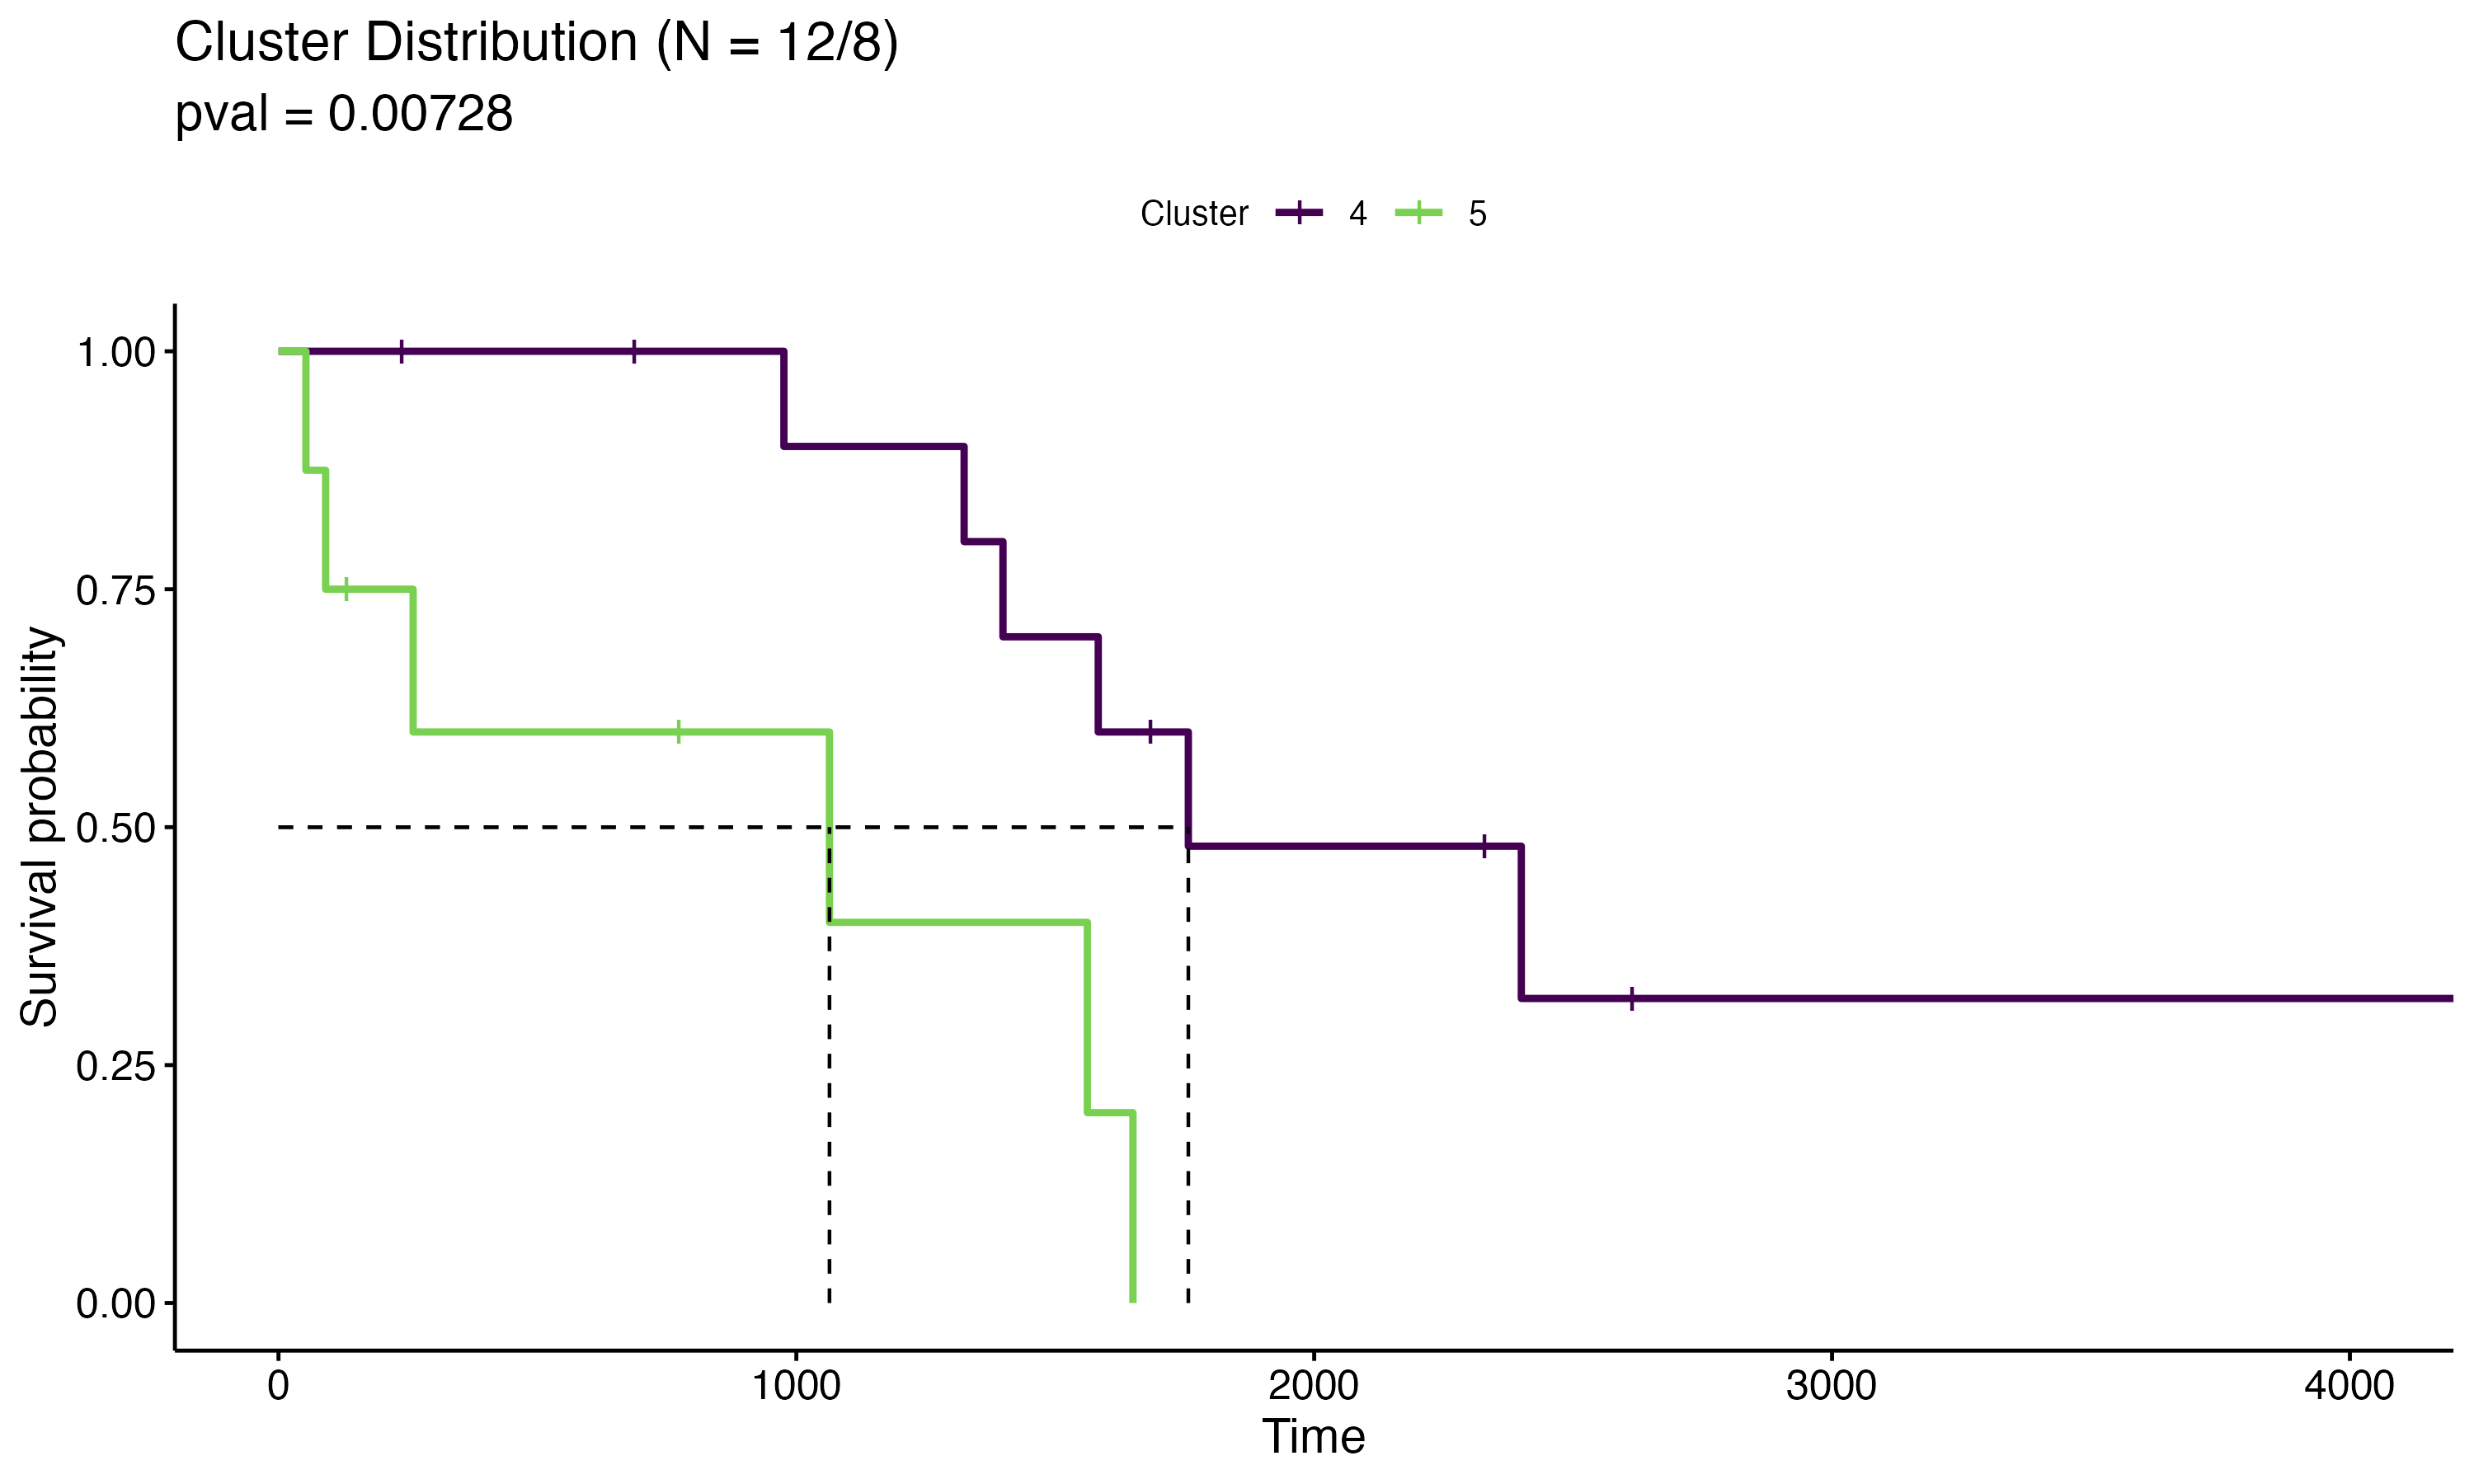 Cluster Distribution (N = 12/8)
pval = 0.00728
Cluster 4 5
Survival probability
1.00
0.75
0.50
0.25
0.00
0 1000 2000 3000 4000
Time